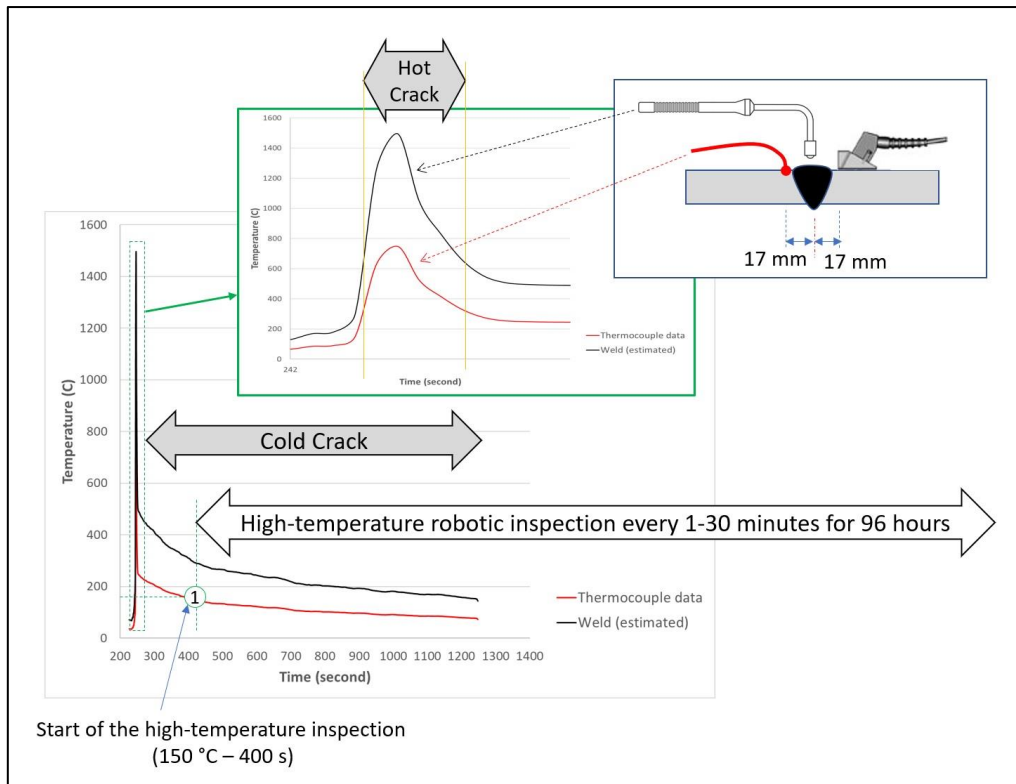 Hot
Crack
1600
1400
1200
1000
800
600
400
200
0
Temperature (C)
242
Time (second)
Thermocouple data
Weld (estimated)
17 mm
17 mm
1600
1400
1200
1000
800
600
400
200
0
Temperature (C)
Cold Crack
High-temperature robotic inspection every 1-30 minutes for 96 hours
1
Thermocouple data
Weld (estimated)
200 300 400 500 600 700 800 900 1000 1100 1200 1300 1400
Time (second)
Start of the high-temperature inspection
(150 °C – 400 s)